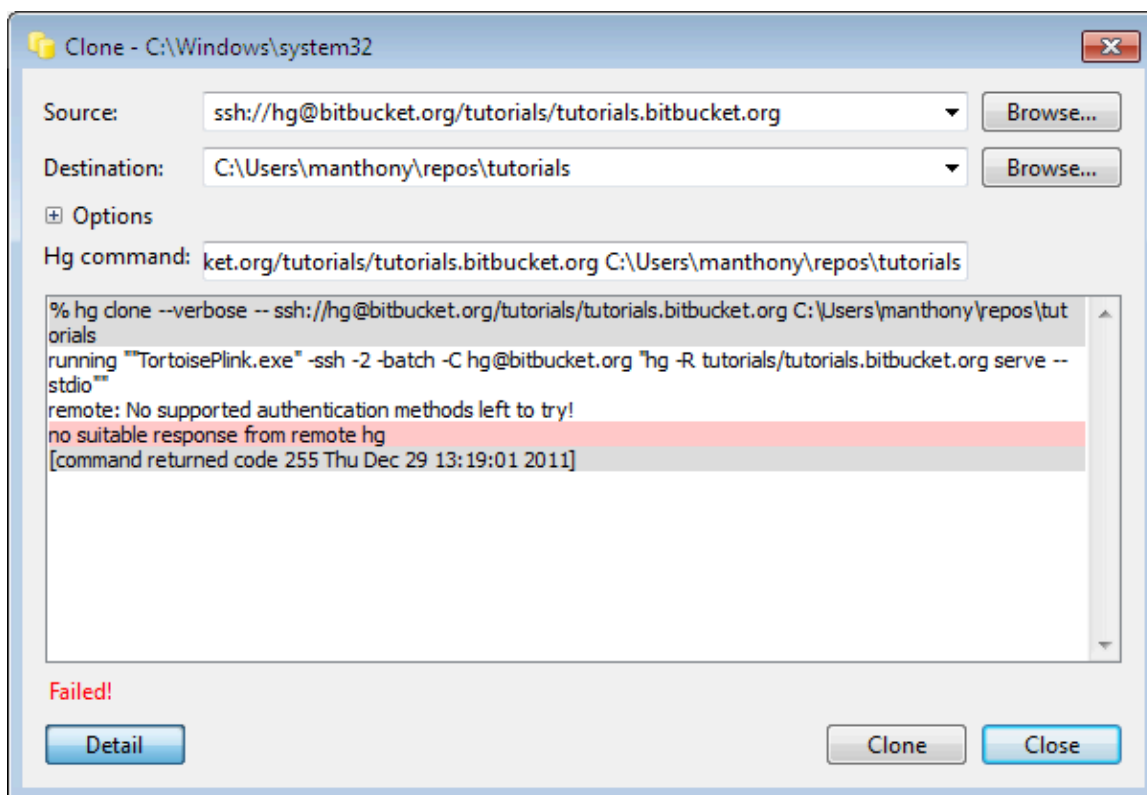 Clone - C:\Windows\system32
Source: ssh://hg@bitbucket.org/tutorials/tutorials.bitbucket.org Browse...
Destination: C:\Users\manthony\repos\tutorials Browse...
Options
Hg command: ket.org/tutorials/tutorials.bitbucket.org C:\Users\manthony\repos\tutorials
% hg clone --verbose -- ssh://hg@bitbucket.org/tutorials/tutorials.bitbucket.org C:\Users\manthony\repos\tut
orials
running ""TortoisePlink.exe" -ssh -2 -batch -C hg@bitbucket.org "hg -R tutorials/tutorials.bitbucket.org serve --
stdio""
remote: No supported authentication methods left to try!
no suitable response from remote hg
[command returned code 255 Thu Dec 29 13:19:01 2011]
Failed!
Detail Clone Close